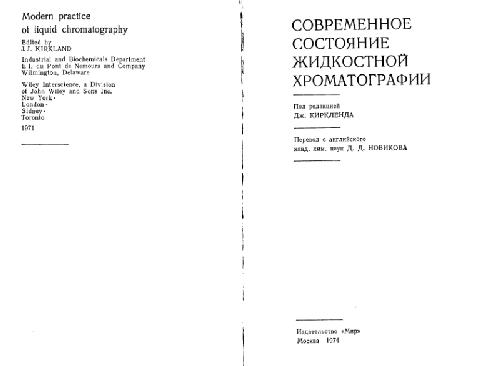 Modern practice
of liquid chromatography
Edited by
J.J. KIRKLAND
Industrial and Biochemicals Department
E.I. du Pont de Nemours and Company
Wilmington, Delaware
Wiley Interscience, a Division
of John Wiley and Sons Inc.
New York·
London·
Sidney·
Toronto
1971
СОВРЕМЕННОЕ
СОСТОЯНИЕ
ЖИДКОСТНОЙ
ХРОМАТОГРАФИИ
Под редакцией
Дж. КИРКЛЕНДА
Перевод с английского
канд. хим. наук Д. Д. НОВИКОВА
Издательство «Мир»
Москва 1974